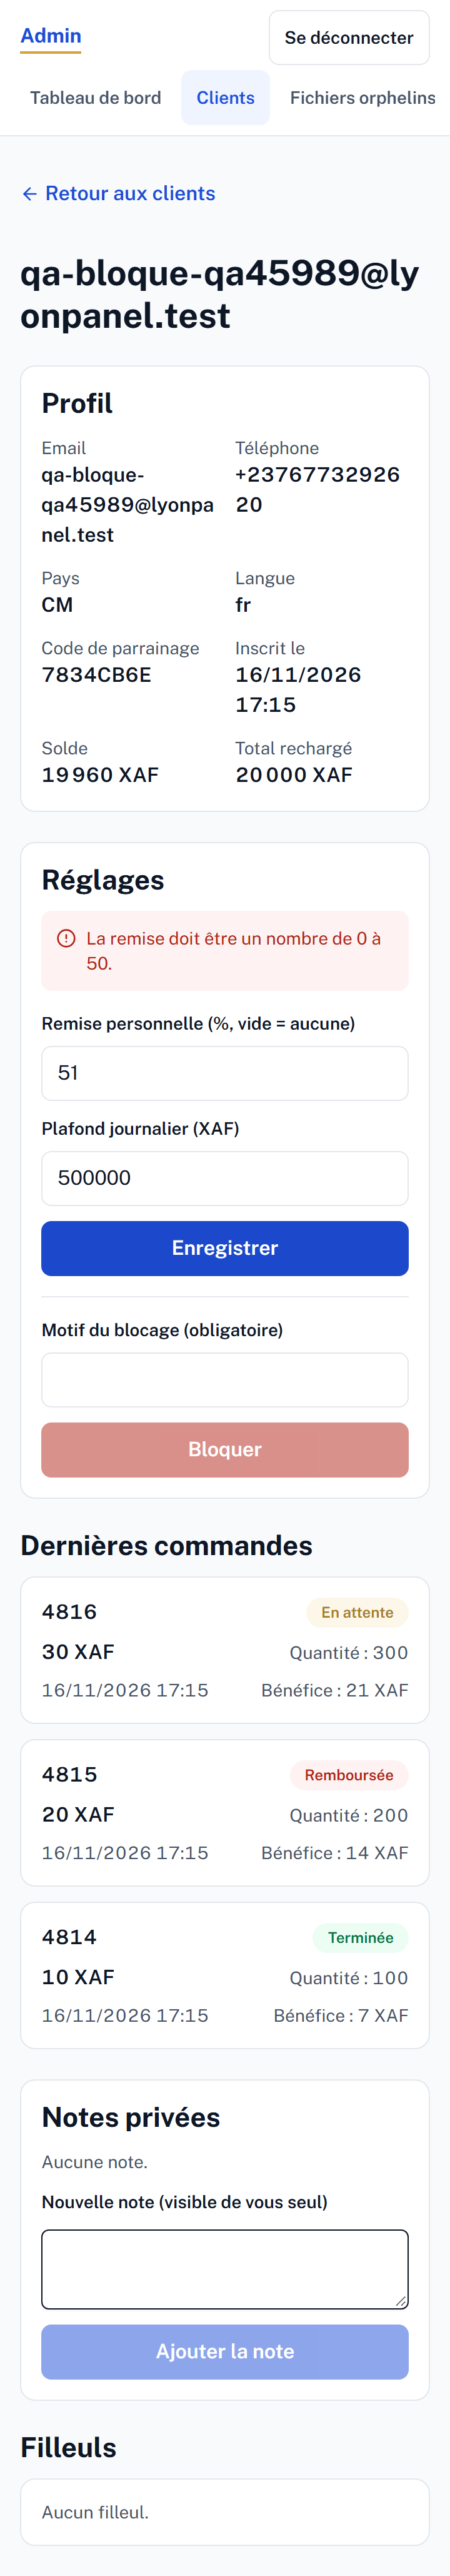 Admin
Se déconnecter
Tableau de bord
Clients
Fichiers orphelins
← Retour aux clients
qa-bloque-qa45989@ly
onpanel.test
Profil
Email
Téléphone
qa-bloque-
qa45989@lyonpa
nel.test
+23767732926
20
Pays
Langue
CM
fr
Code de parrainage
Inscrit le
7834CB6E
16/11/2026
17:15
Solde
Total rechargé
19 960 XAF
20 000 XAF
Réglages
La remise doit être un nombre de 0 à
50.
Remise personnelle (%, vide = aucune)
51
Plafond journalier (XAF)
500000
Enregistrer
Motif du blocage (obligatoire)
Bloquer
Dernières commandes
4816
En attente
30 XAF
Quantité : 300
16/11/2026 17:15
Bénéfice : 21 XAF
4815
Remboursée
20 XAF
Quantité : 200
16/11/2026 17:15
Bénéfice : 14 XAF
4814
Terminée
10 XAF
Quantité : 100
16/11/2026 17:15
Bénéfice : 7 XAF
Notes privées
Aucune note.
Nouvelle note (visible de vous seul)
Ajouter la note
Filleuls
Aucun filleul.